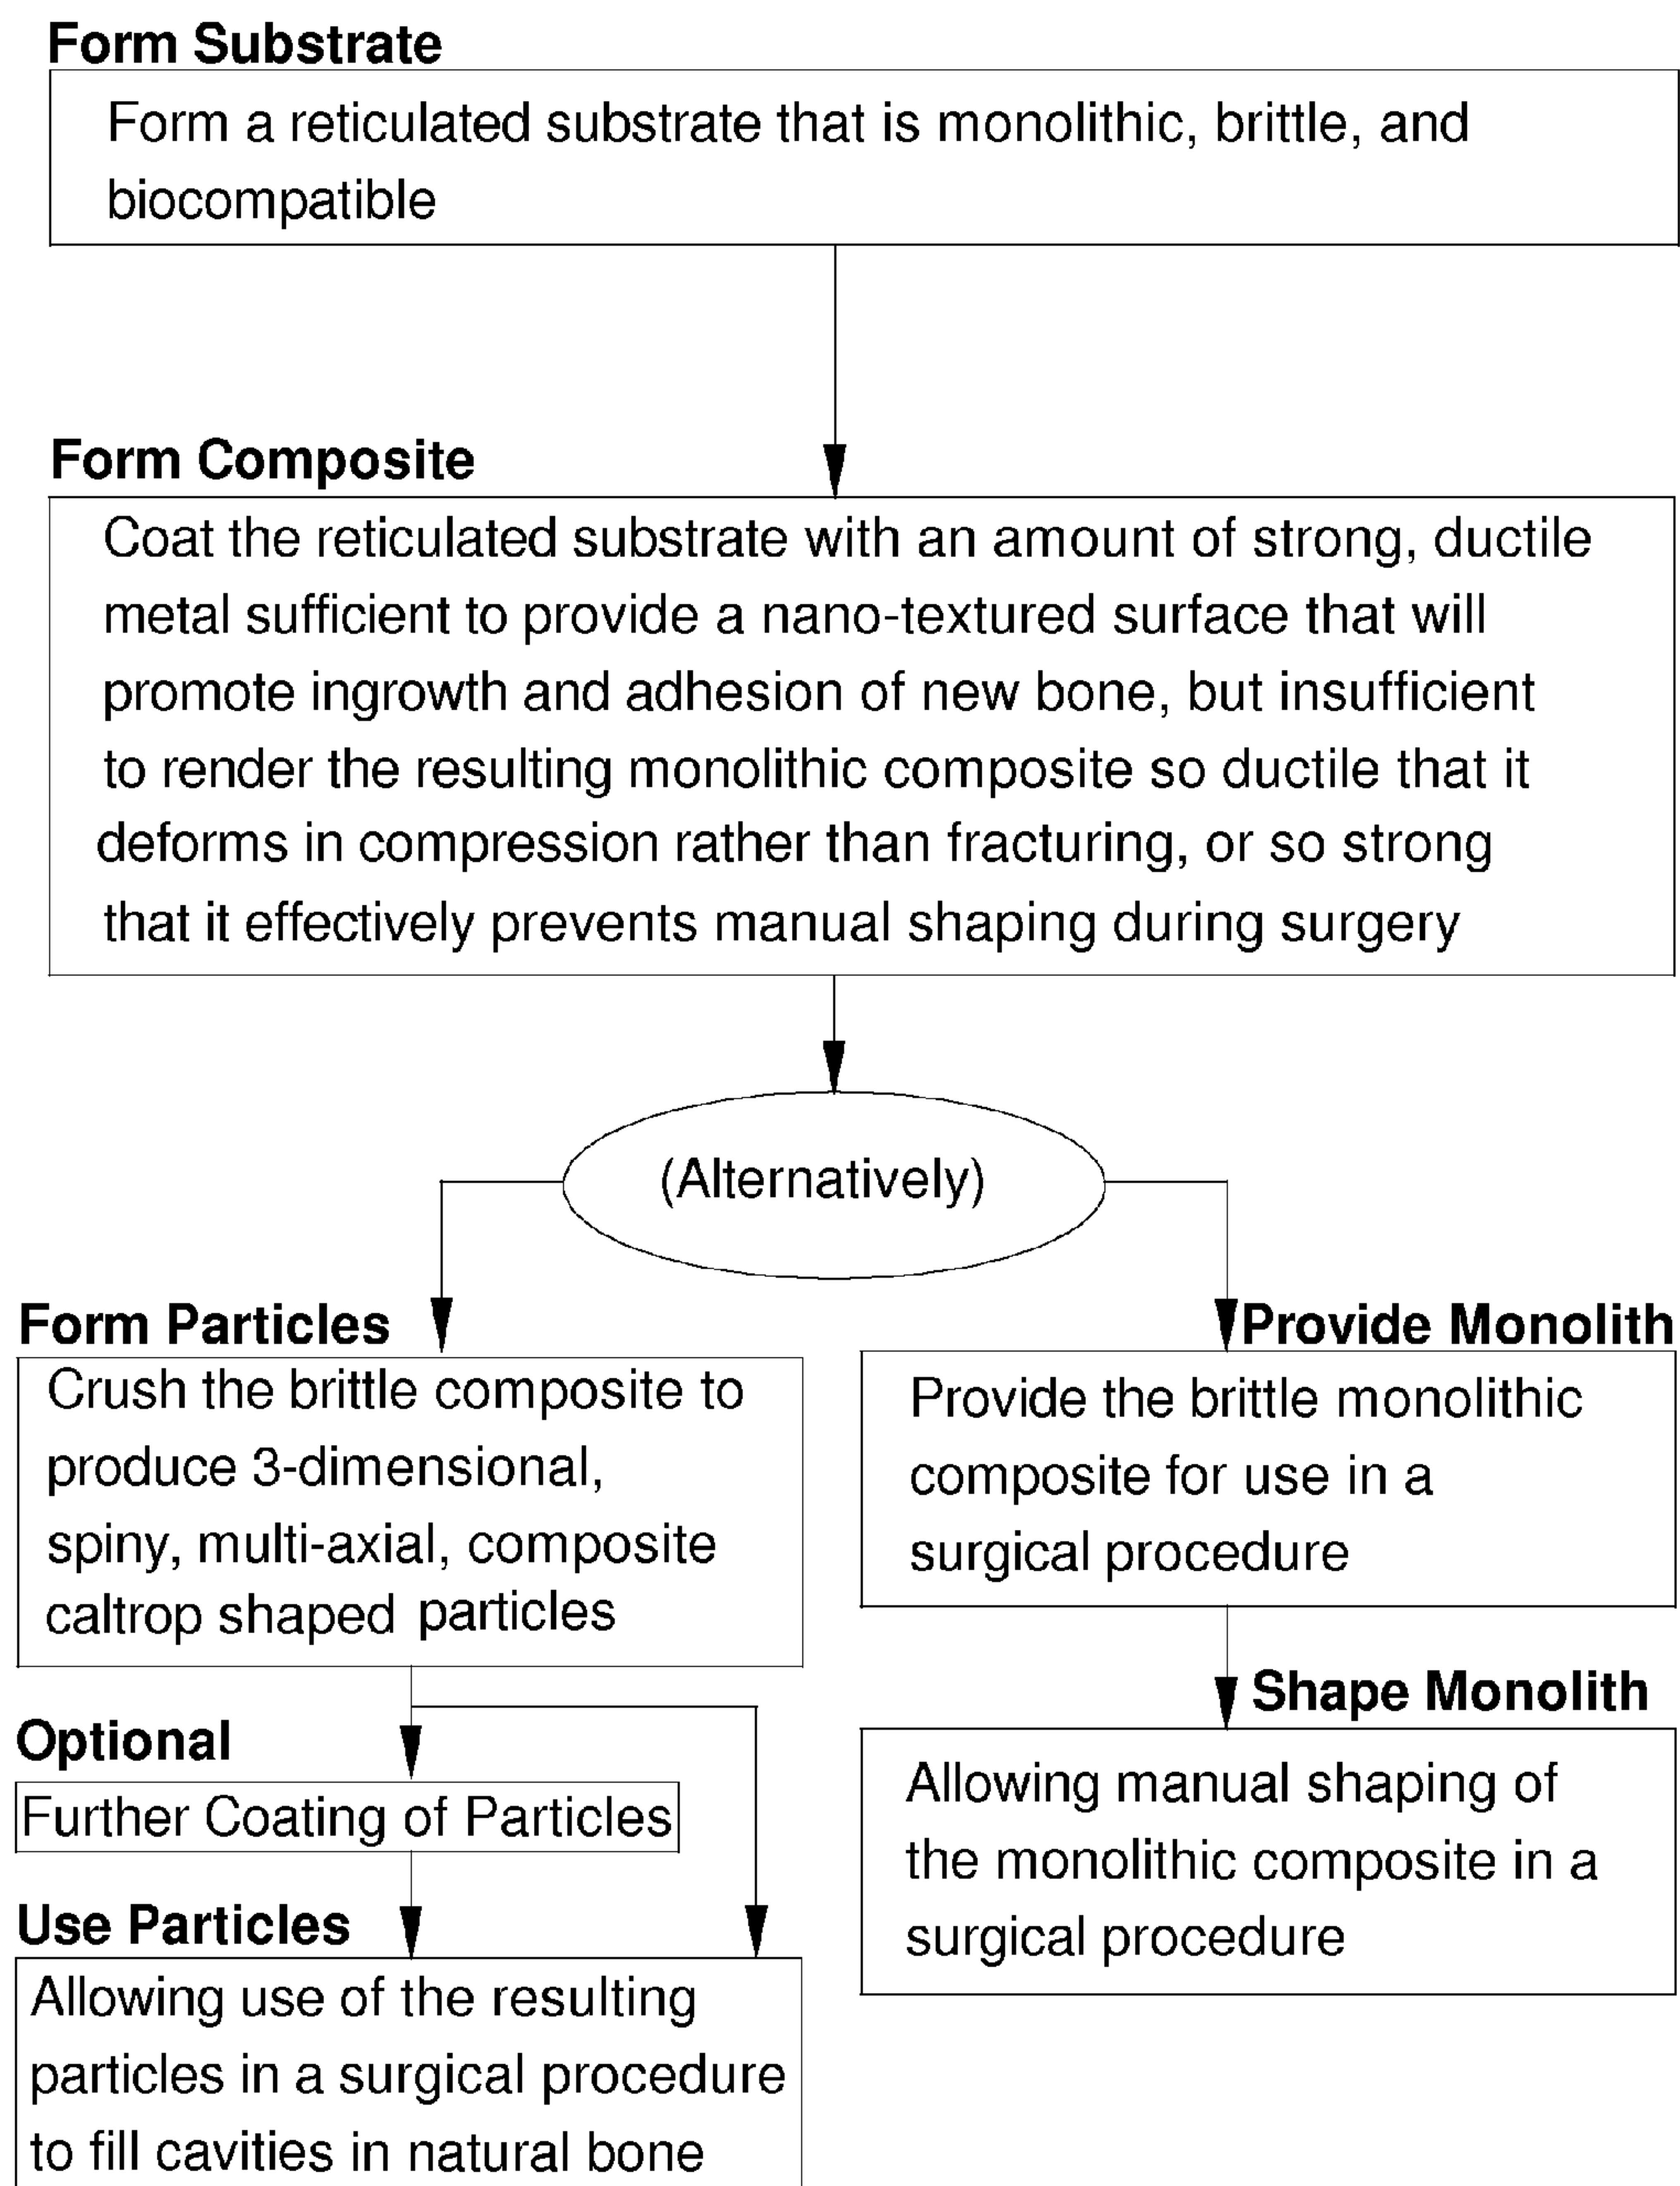 Form Substrate
Form a reticulated substrate that is monolithic, brittle, and
biocompatible
Form Composite
Coat the reticulated substrate with an amount of strong, ductile
metal sufficient to provide a nano-textured surface that will
promote ingrowth and adhesion of new bone, but insufficient
to render the resulting monolithic composite so ductile that it
deforms in compression rather than fracturing, or so strong
that it effectively prevents manual shaping during surgery
(Alternatively)
Form Particles
Crush the brittle composite to
produce 3-dimensional,
spiny, multi-axial, composite
caltrop shaped particles
Optional
Further Coating of Particles
Use Particles
Allowing use of the resulting
particles in a surgical procedure
to fill cavities in natural bone
Provide Monolith
Provide the brittle monolithic
composite for use in a
surgical procedure
Shape Monolith
Allowing manual shaping of
the monolithic composite in a
surgical procedure